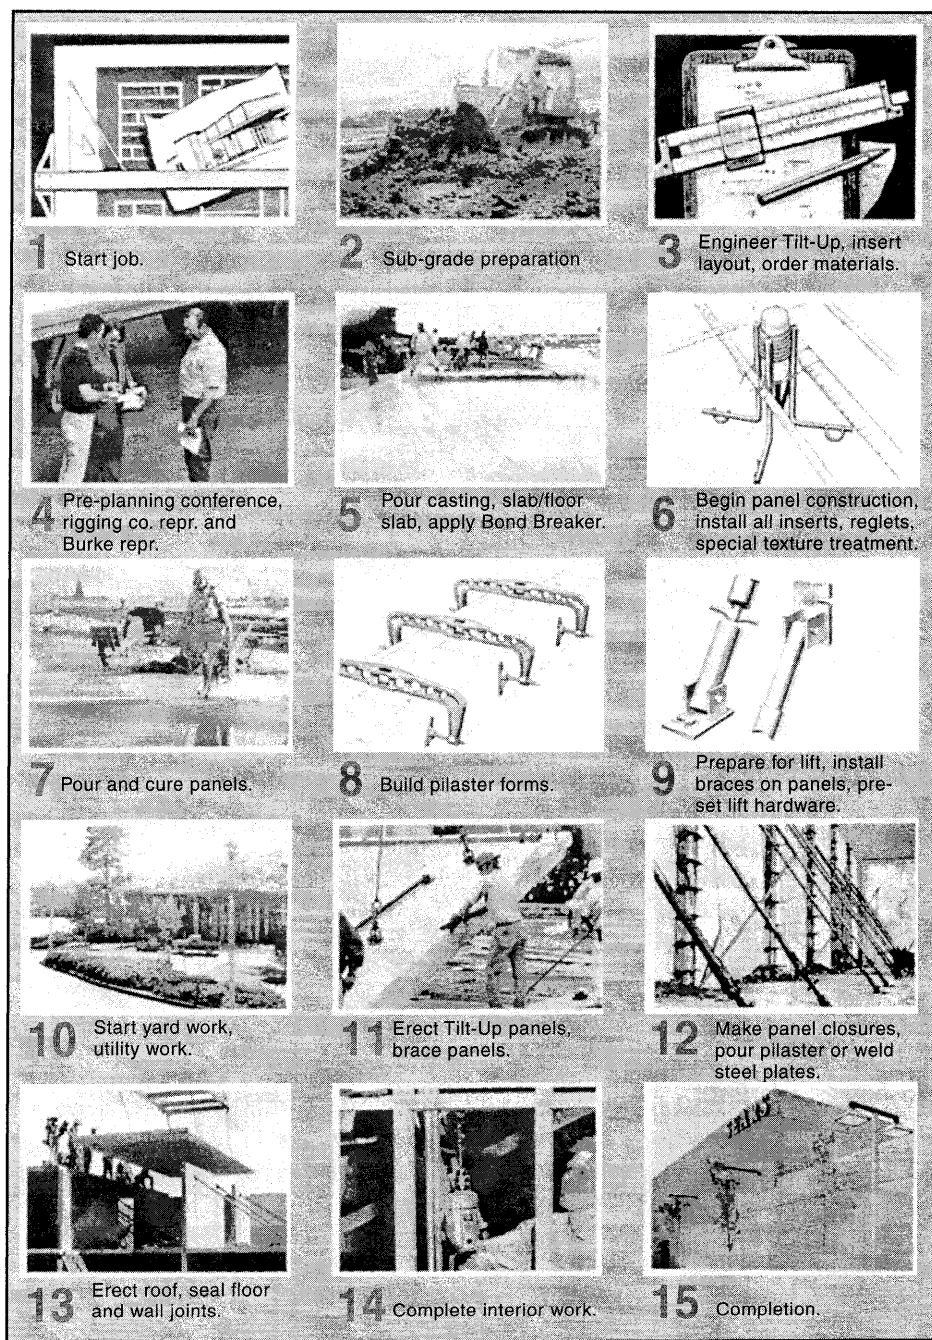 1 Start job.
2 Sub-grade preparation
3 Engineer Tilt-Up, insert
layout, order materials.
4 Pre-planning conference,
rigging co. repr. and
Burke repr.
5 Pour casting, slab/floor
slab, apply Bond Breaker.
6 Begin panel construction,
install all inserts, reglets,
special texture treatment.
7 Pour and cure panels.
8 Build pilaster forms.
9 Prepare for lift, install
braces on panels, pre-
set lift hardware.
10 Start yard work,
utility work.
11 Erect Tilt-Up panels,
brace panels.
12 Make panel closures,
pour pilaster or weld
steel plates.
13 Erect roof, seal floor
and wall joints.
14 Complete interior work.
15 Completion.